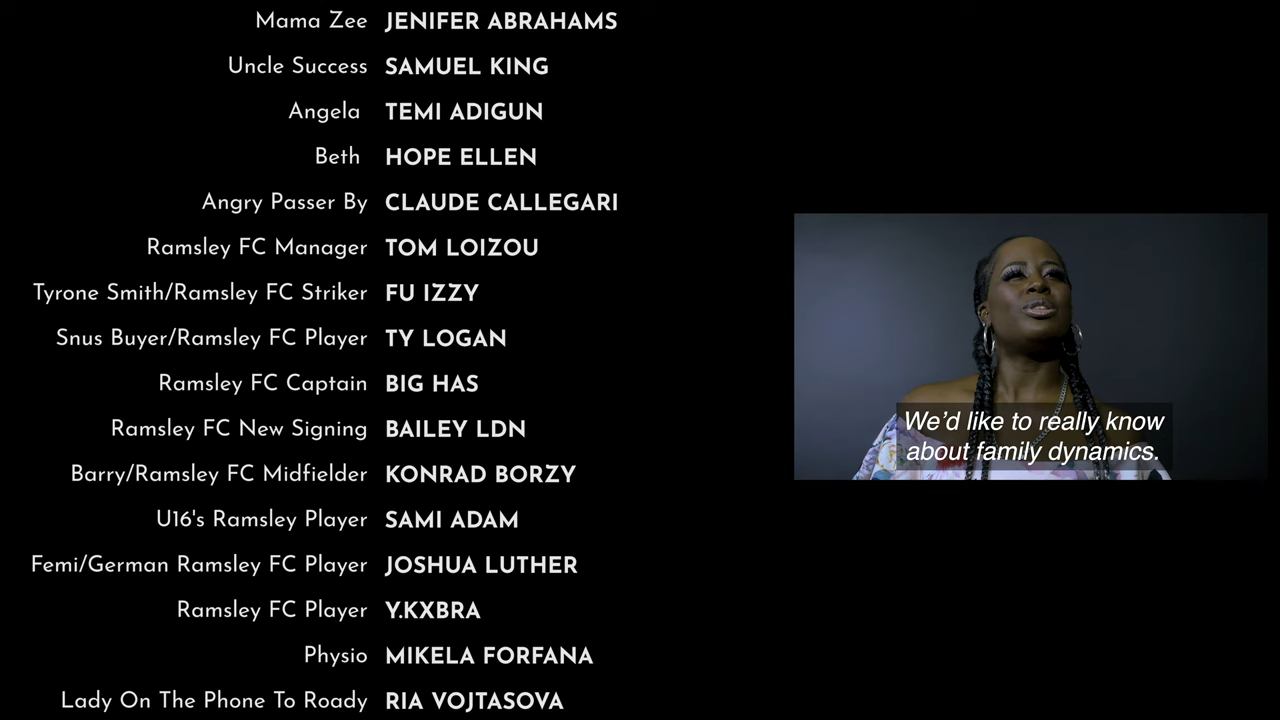 Mama Zee JENIFER ABRAHAMS
Uncle Success SAMUEL KING
Angela TEMI ADIGUN
Beth HOPE ELLEN
Angry Passer By CLAUDE CALLEGARI
Ramsley FC Manager TOM LOIZOU
Tyrone Smith/Ramsley FC Striker FU IZZY
Snus Buyer/Ramsley FC Player TY LOGAN
Ramsley FC Captain BIG HAS
Ramsley FC New Signing BAILEY LDN
Barry/Ramsley FC Midfielder KONRAD BORZY
U16's Ramsley Player SAMI ADAM
Femi/German Ramsley FC Player JOSHUA LUTHER
Ramsley FC Player Y.KXBRA
Physio MIKELA FORFANA
Lady On The Phone To Roady RIA VOJTASOVA
We’d like to really know
about family dynamics.